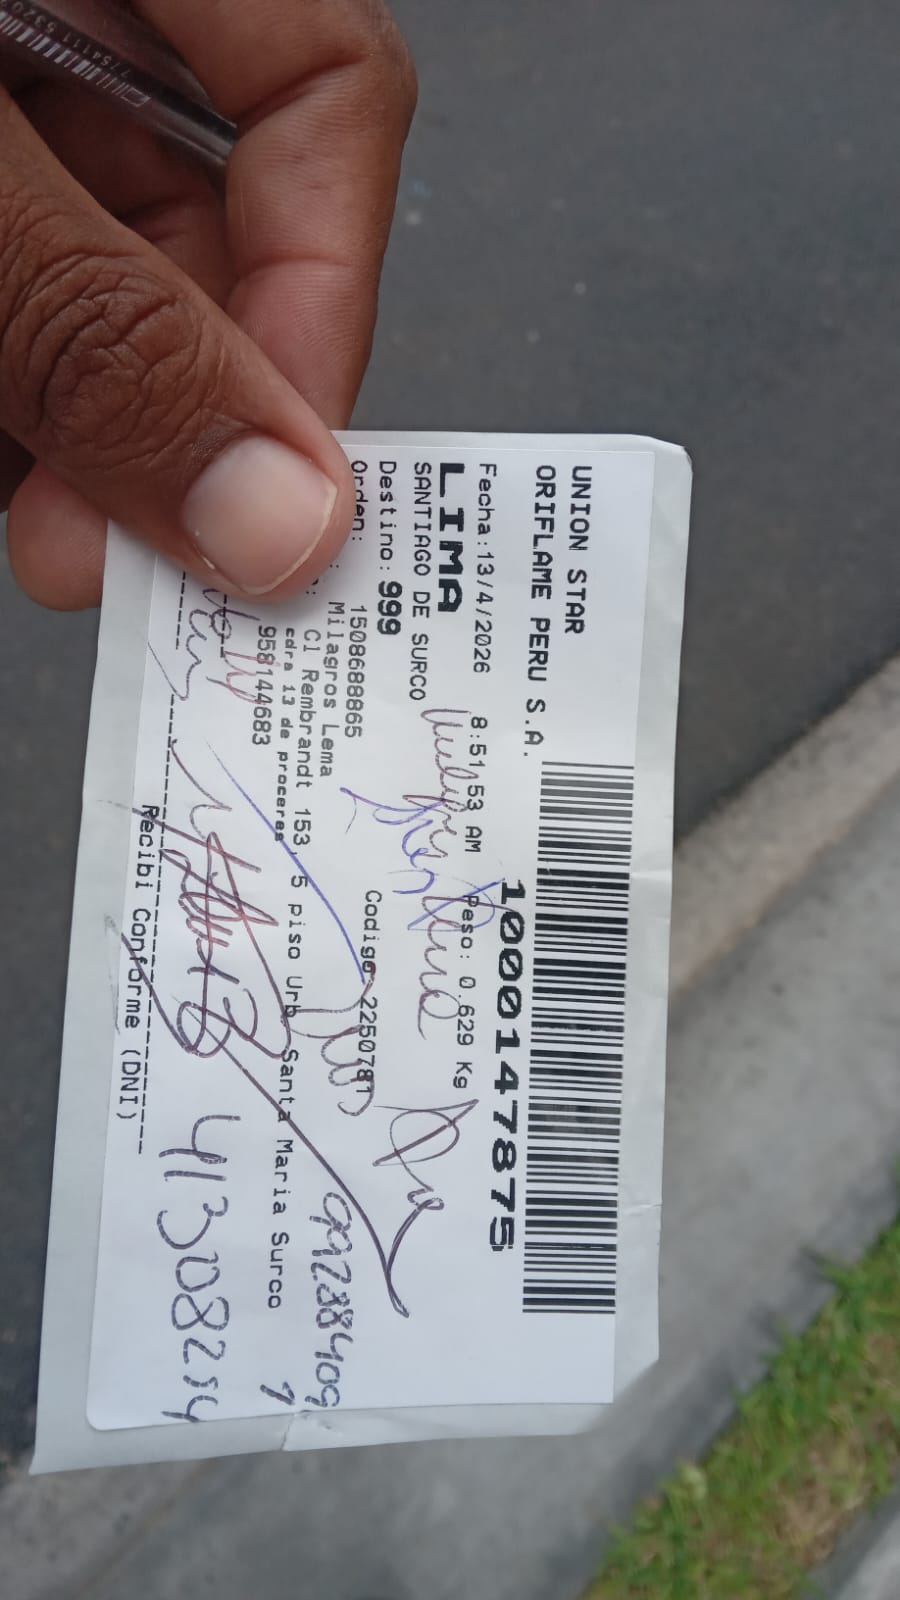 UNION STAR
ORIFLAME PERU S.A.
1000147875
Fecha:13/4/2026 8:51:53 AM Peso: 0.629 Kg
LIMA
SANTIAGO DE SURCO
Destino: 999
Orden: 1508688865 Codigo 2250781
Milagros Lema
Cl Rembrandt 153, 5 piso Urb Santa Maria Surco
cdra 13 de proceres
958144683
992884091
41308254
Recibi Conforme (DNI)